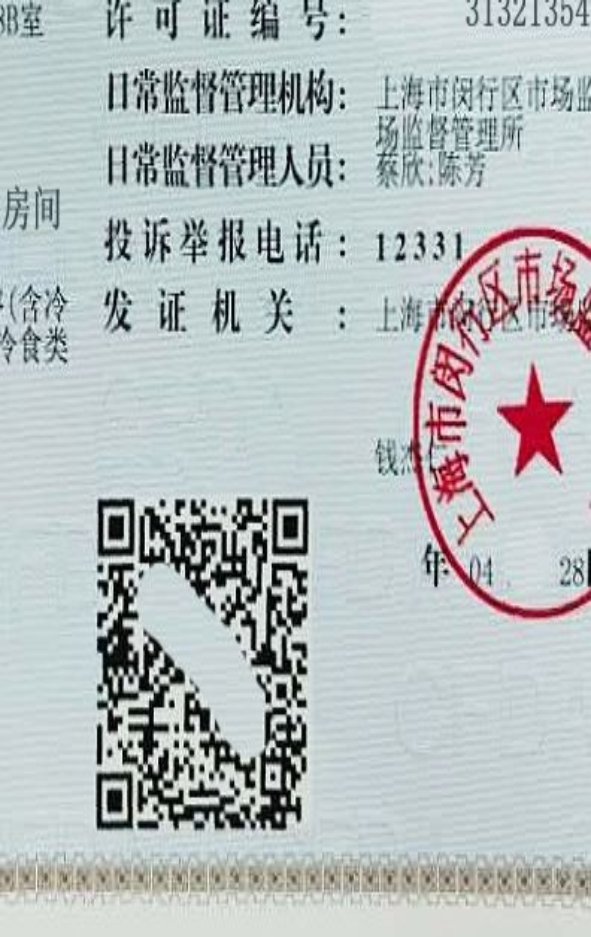 8B室
许可证编号:
31321354
日常监督管理机构:
上海市闵行区市场监
场监督管理所
日常监督管理人员:
蔡欣;陈芳
房间
投诉举报电话:
12331
(含冷
冷食类
发证机关:
上海市闵行区市场
上海市闵行区市场监
钱杰仁
年 04 28